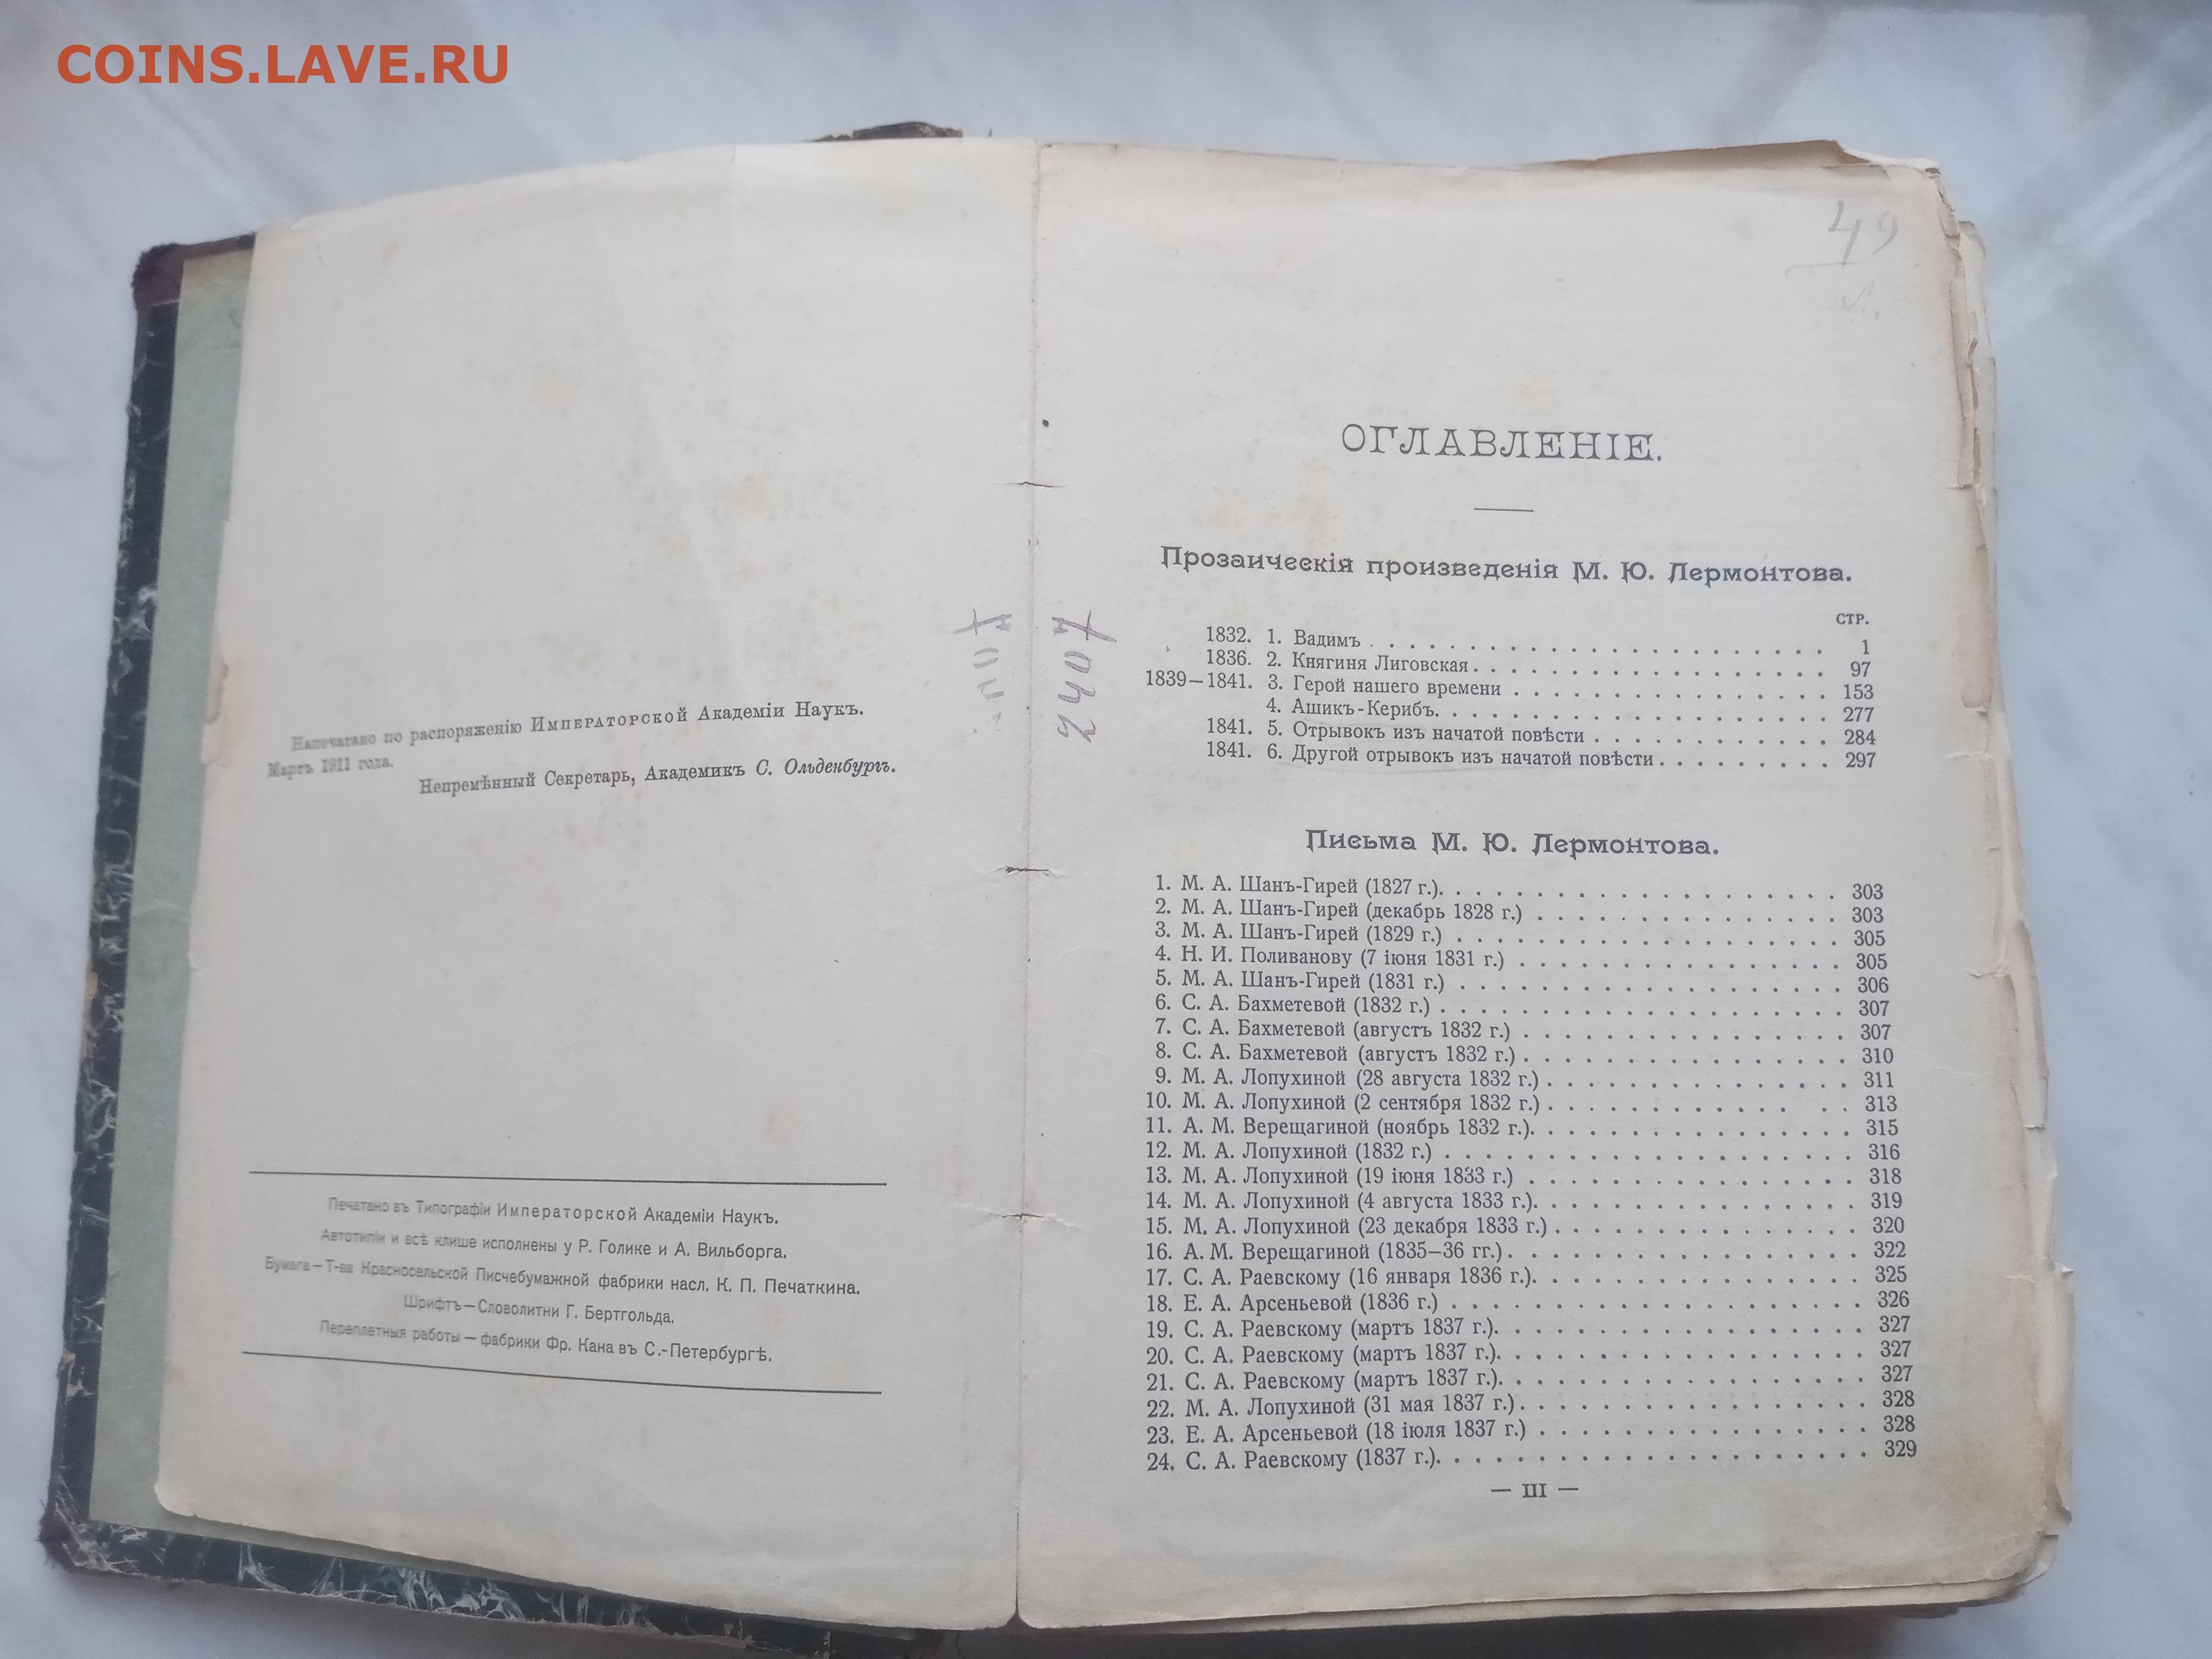 COINS.LAVE.RU
Напечатано по распоряженію Императорской Академіи Наукъ.
Мартъ 1911 года.
Непремѣнный Секретарь, Академикъ С. Ольденбургъ.
Печатано въ Типографіи Императорской Академіи Наукъ.
Автотипіи и всѣ клише исполнены у Р. Голике и А. Вильборга.
Бумага—Т-ва Красносельской Писчебумажной фабрики насл. К. П. Печаткина.
Шрифтъ—Словолитни Г. Бертгольда.
Переплетныя работы—фабрики Фр. Кана въ С.-Петербургѣ.
2407
49
ОГЛАВЛЕНІЕ.
Прозаическія произведенія М. Ю. Лермонтова.
СТР.
1832. 1. Вадимъ . . . . . . . . . . . . . . . . . . . . . . . 1
1836. 2. Княгиня Лиговская . . . . . . . . . . . . . . . . . 97
1839—1841. 3. Герой нашего времени . . . . . . . . . . . . . . . 153
4. Ашикъ-Керибъ. . . . . . . . . . . . . . . . . . . 277
1841. 5. Отрывокъ изъ начатой повѣсти . . . . . . . . . . . 284
1841. 6. Другой отрывокъ изъ начатой повѣсти . . . . . . . . . 297
Письма М. Ю. Лермонтова.
1. М. А. Шанъ-Гирей (1827 г.). . . . . . . . . . . . . . . . . . 303
2. М. А. Шанъ-Гирей (декабрь 1828 г.) . . . . . . . . . . . . . . 303
3. М. А. Шанъ-Гирей (1829 г.) . . . . . . . . . . . . . . . . . 305
4. Н. И. Поливанову (7 іюня 1831 г.) . . . . . . . . . . . . . . . 305
5. М. А. Шанъ-Гирей (1831 г.) . . . . . . . . . . . . . . . . . 306
6. С. А. Бахметевой (1832 г.) . . . . . . . . . . . . . . . . . . 307
7. С. А. Бахметевой (августъ 1832 г.) . . . . . . . . . . . . . . 307
8. С. А. Бахметевой (августъ 1832 г.) . . . . . . . . . . . . . . 310
9. М. А. Лопухиной (28 августа 1832 г.) . . . . . . . . . . . . . 311
10. М. А. Лопухиной (2 сентября 1832 г.) . . . . . . . . . . . . . 313
11. А. М. Верещагиной (ноябрь 1832 г.). . . . . . . . . . . . . . . 315
12. М. А. Лопухиной (1832 г.) . . . . . . . . . . . . . . . . . . 316
13. М. А. Лопухиной (19 іюня 1833 г.) . . . . . . . . . . . . . . 318
14. М. А. Лопухиной (4 августа 1833 г.). . . . . . . . . . . . . . 319
15. М. А. Лопухиной (23 декабря 1833 г.) . . . . . . . . . . . . . 320
16. А. М. Верещагиной (1835—36 гг.) . . . . . . . . . . . . . . . . 322
17. С. А. Раевскому (16 января 1836 г.). . . . . . . . . . . . . . 325
18. Е. А. Арсеньевой (1836 г.) . . . . . . . . . . . . . . . . . . 326
19. С. А. Раевскому (мартъ 1837 г.). . . . . . . . . . . . . . . . 327
20. С. А. Раевскому (мартъ 1837 г.). . . . . . . . . . . . . . . . 327
21. С. А. Раевскому (мартъ 1837 г.). . . . . . . . . . . . . . . . 327
22. М. А. Лопухиной (31 мая 1837 г.) . . . . . . . . . . . . . . . 328
23. Е. А. Арсеньевой (18 іюля 1837 г.) . . . . . . . . . . . . . . 328
24. С. А. Раевскому (1837 г.). . . . . . . . . . . . . . . . . . . 329
— III —